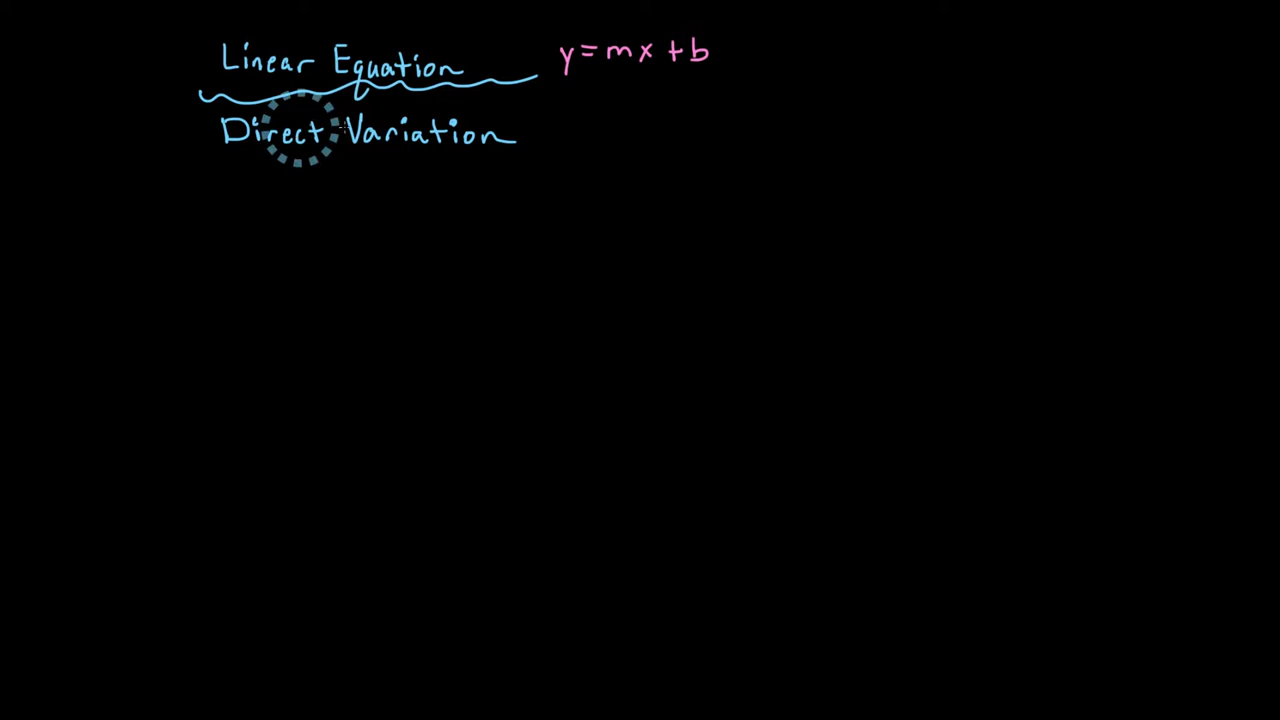 Linear Equation y = mx + b
Direct Variation